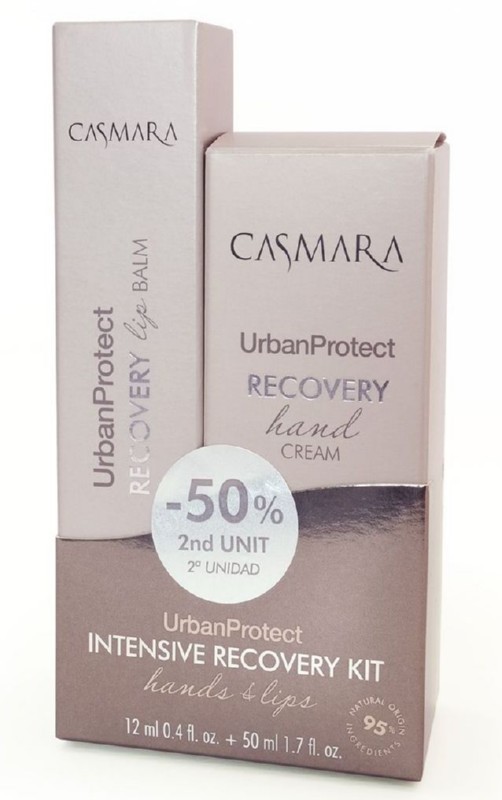 CASMARA
UrbanProtect
RECOVERY lip BALM
CASMARA
UrbanProtect
RECOVERY
hand
CREAM
-50%
2nd UNIT
2ª UNIDAD
UrbanProtect
INTENSIVE RECOVERY KIT
hands & lips
12 ml 0.4 fl. oz. + 50 ml 1.7 fl. oz.
NATURAL ORIGIN
95%
INGREDIENTS